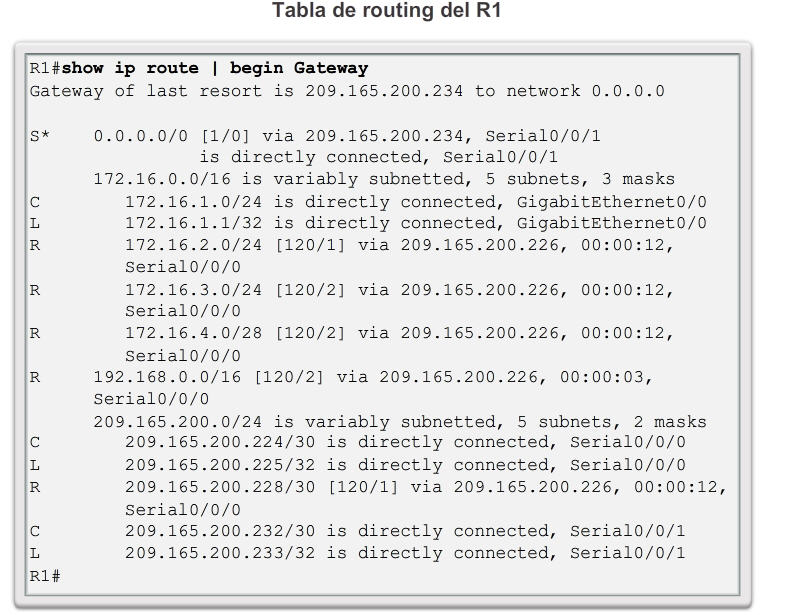 Tabla de routing del R1
R1#show ip route | begin Gateway
Gateway of last resort is 209.165.200.234 to network 0.0.0.0
S*    0.0.0.0/0 [1/0] via 209.165.200.234, Serial0/0/1
                is directly connected, Serial0/0/1
      172.16.0.0/16 is variably subnetted, 5 subnets, 3 masks
C        172.16.1.0/24 is directly connected, GigabitEthernet0/0
L        172.16.1.1/32 is directly connected, GigabitEthernet0/0
R        172.16.2.0/24 [120/1] via 209.165.200.226, 00:00:12,
         Serial0/0/0
R        172.16.3.0/24 [120/2] via 209.165.200.226, 00:00:12,
         Serial0/0/0
R        172.16.4.0/28 [120/2] via 209.165.200.226, 00:00:12,
         Serial0/0/0
R     192.168.0.0/16 [120/2] via 209.165.200.226, 00:00:03,
      Serial0/0/0
      209.165.200.0/24 is variably subnetted, 5 subnets, 2 masks
C        209.165.200.224/30 is directly connected, Serial0/0/0
L        209.165.200.225/32 is directly connected, Serial0/0/0
R        209.165.200.228/30 [120/1] via 209.165.200.226, 00:00:12,
         Serial0/0/0
C        209.165.200.232/30 is directly connected, Serial0/0/1
L        209.165.200.233/32 is directly connected, Serial0/0/1
R1#